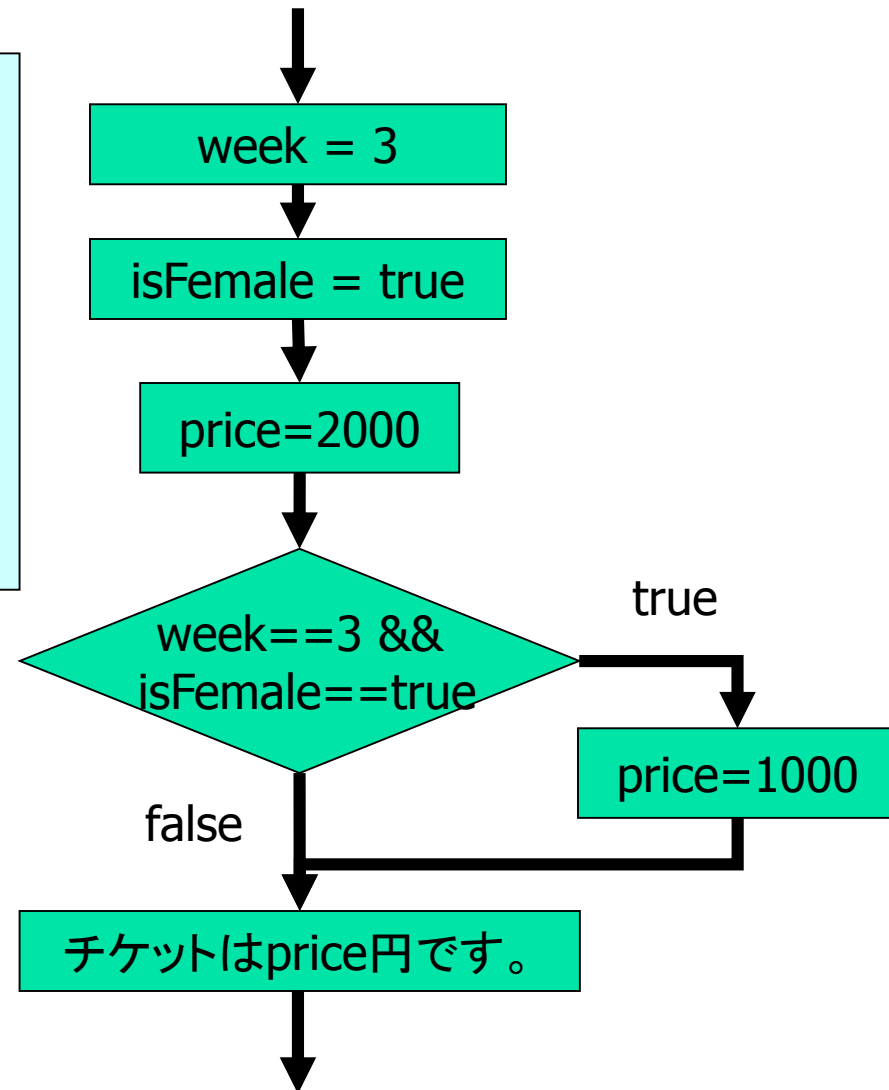 week = 3
isFemale = true
price=2000
week==3 &&
isFemale==true
true
price=1000
false
チケットはprice円です。